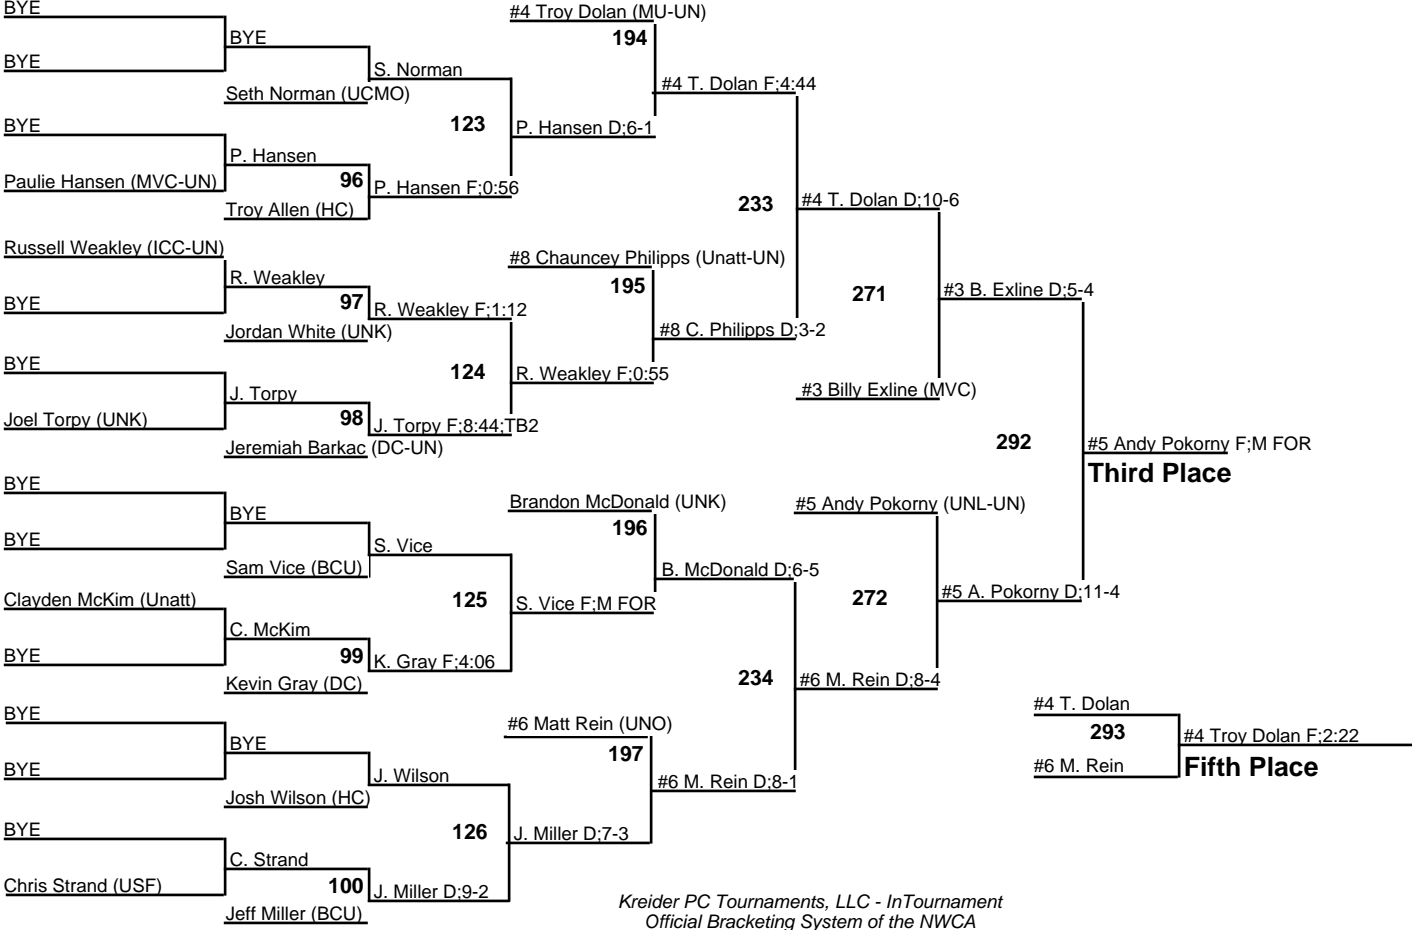 BYE
#4 Troy Dolan (MU-UN)
194
BYE
BYE
S. Norman
#4 T. Dolan F;4:44
Seth Norman (UCMO)
BYE
123
P. Hansen D;6-1
P. Hansen
Paulie Hansen (MVC-UN)
96
P. Hansen F;0:56
Troy Allen (HC)
233
#4 T. Dolan D;10-6
Russell Weakley (ICC-UN)
#8 Chauncey Philipps (Unatt-UN)
R. Weakley
195
271
#3 B. Exline D;5-4
BYE
97
R. Weakley F;1:12
Jordan White (UNK)
#8 C. Philipps D;3-2
BYE
124
R. Weakley F;0:55
J. Torpy
#3 Billy Exline (MVC)
Joel Torpy (UNK)
98
J. Torpy F;8:44;TB2
Jeremiah Barkac (DC-UN)
292
#5 Andy Pokorny F;M FOR
Third Place
BYE
Brandon McDonald (UNK)
#5 Andy Pokorny (UNL-UN)
BYE
196
BYE
S. Vice
Sam Vice (BCU)
B. McDonald D;6-5
Clayden McKim (Unatt)
125
S. Vice F;M FOR
272
#5 A. Pokorny D;11-4
C. McKim
BYE
99
K. Gray F;4:06
Kevin Gray (DC)
234
#6 M. Rein D;8-4
BYE
#6 Matt Rein (UNO)
#4 T. Dolan
BYE
197
293
#4 Troy Dolan F;2:22
BYE
J. Wilson
#6 M. Rein D;8-1
#6 M. Rein
Fifth Place
Josh Wilson (HC)
BYE
126
J. Miller D;7-3
C. Strand
Chris Strand (USF)
100
J. Miller D;9-2
Jeff Miller (BCU)
Kreider PC Tournaments, LLC - InTournament
Official Bracketing System of the NWCA